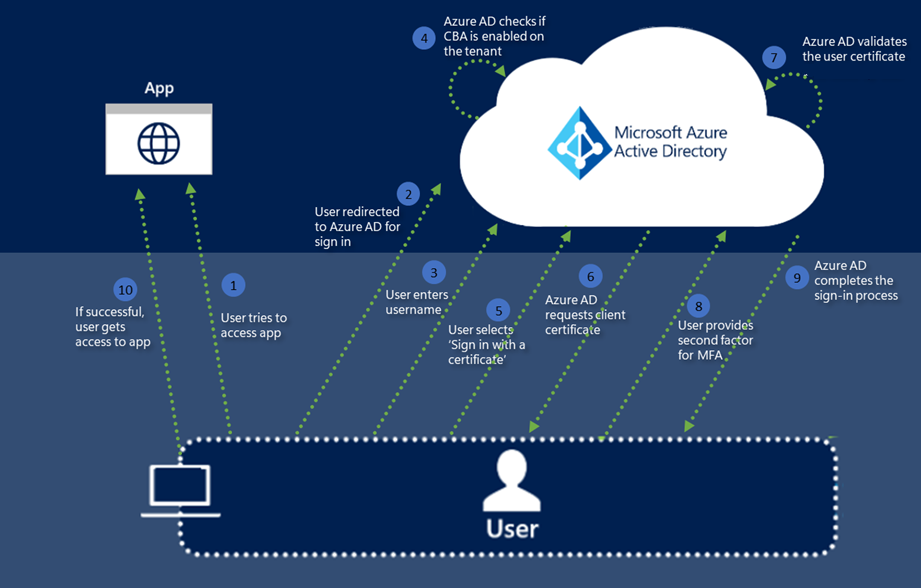 4
Azure AD checks if
CBA is enabled on
the tenant
7
Azure AD validates
the user certificate
App
Microsoft Azure
Active Directory
2
User redirected
to Azure AD for
sign in
3
User enters
username
10
If successful,
user gets
access to app
1
User tries to
access app
5
User selects
‘Sign in with a
certificate’
6
Azure AD
requests client
certificate
8
User provides
second factor
for MFA
9
Azure AD
completes the
sign-in process
User